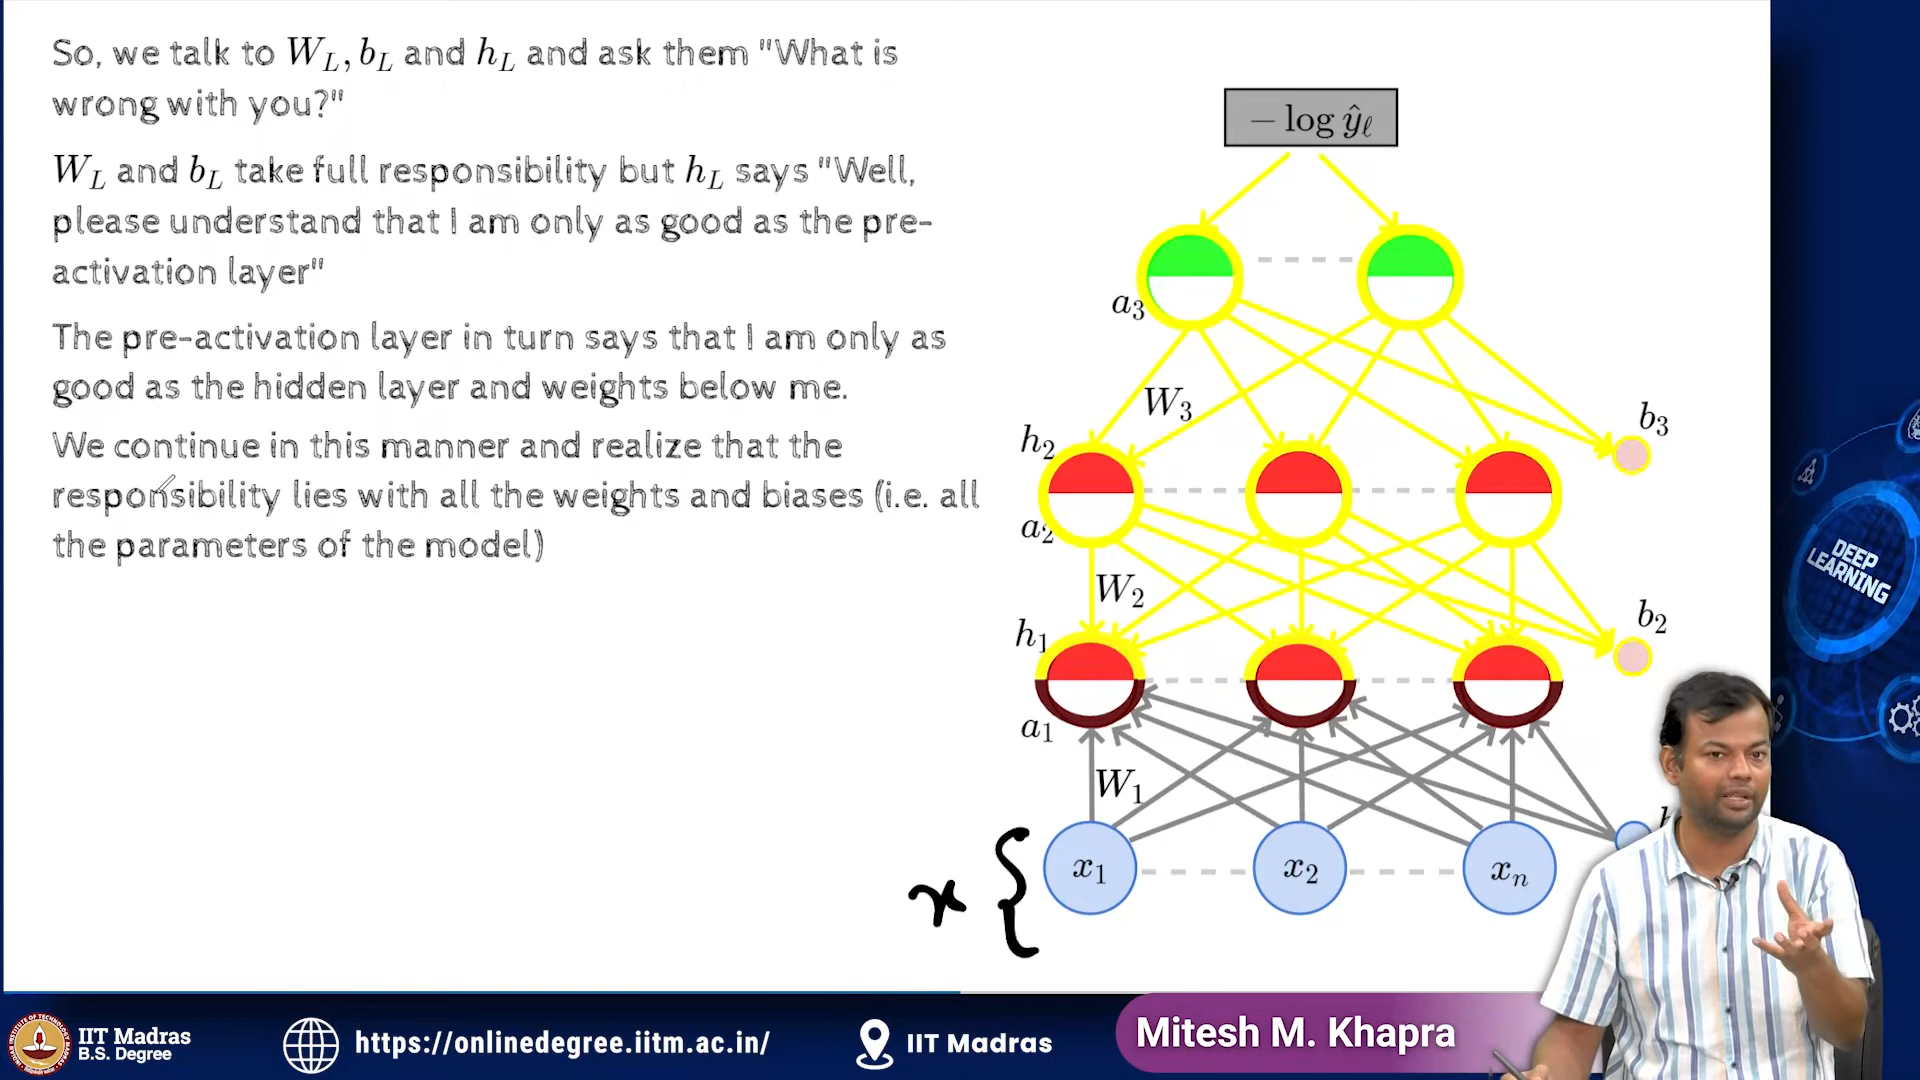 So, we talk to W_L, b_L and h_L and ask them "What is
wrong with you?"
W_L and b_L take full responsibility but h_L says "Well,
please understand that I am only as good as the pre-
activation layer"
The pre-activation layer in turn says that I am only as
good as the hidden layer and weights below me.
We continue in this manner and realize that the
responsibility lies with all the weights and biases (i.e. all
the parameters of the model)
− log ŷ_ℓ
a_3
W_3
b_3
h_2
a_2
W_2
b_2
h_1
a_1
W_1
x {
x_1
x_2
x_n
DEEP
LEARNING
IIT Madras
B.S. Degree
https://onlinedegree.iitm.ac.in/
IIT Madras
Mitesh M. Khapra